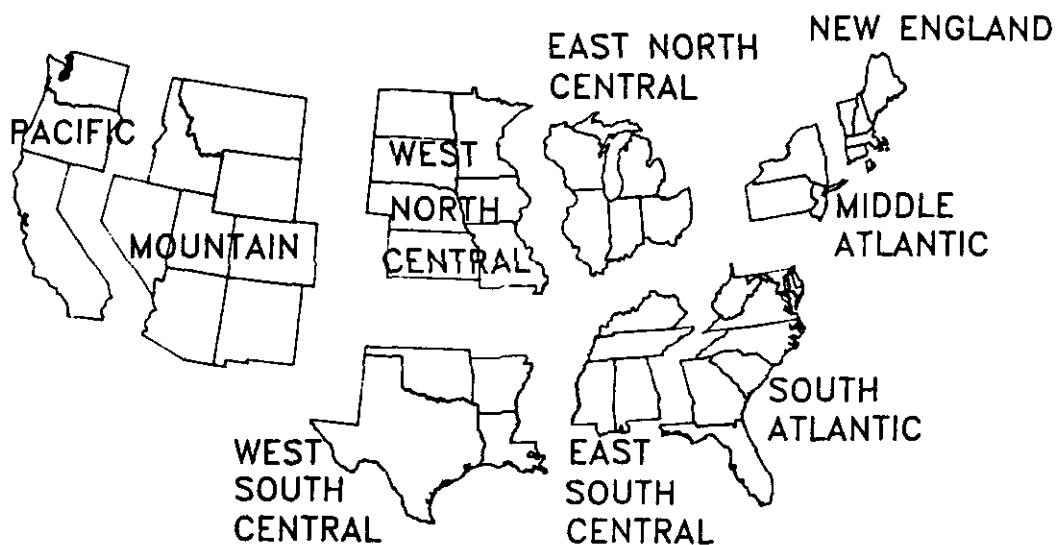 NEW ENGLAND
EAST NORTH
CENTRAL
PACIFIC
WEST
NORTH
CENTRAL
MOUNTAIN
MIDDLE
ATLANTIC
SOUTH
ATLANTIC
WEST
SOUTH
CENTRAL
EAST
SOUTH
CENTRAL